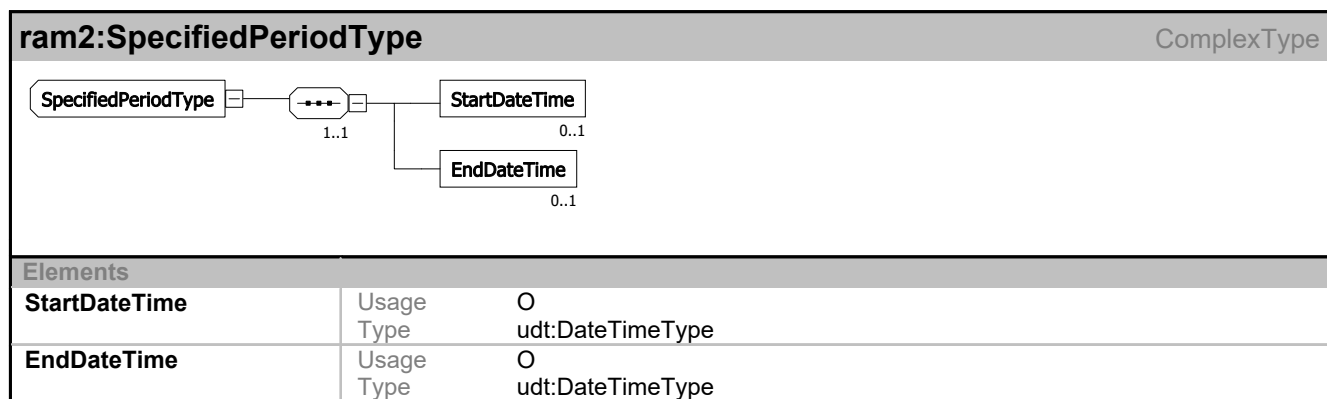 ram2:SpecifiedPeriodType ComplexType
SpecifiedPeriodType
1..1
StartDateTime
0..1
EndDateTime
0..1
Elements
StartDateTime Usage O
Type udt:DateTimeType
EndDateTime Usage O
Type udt:DateTimeType